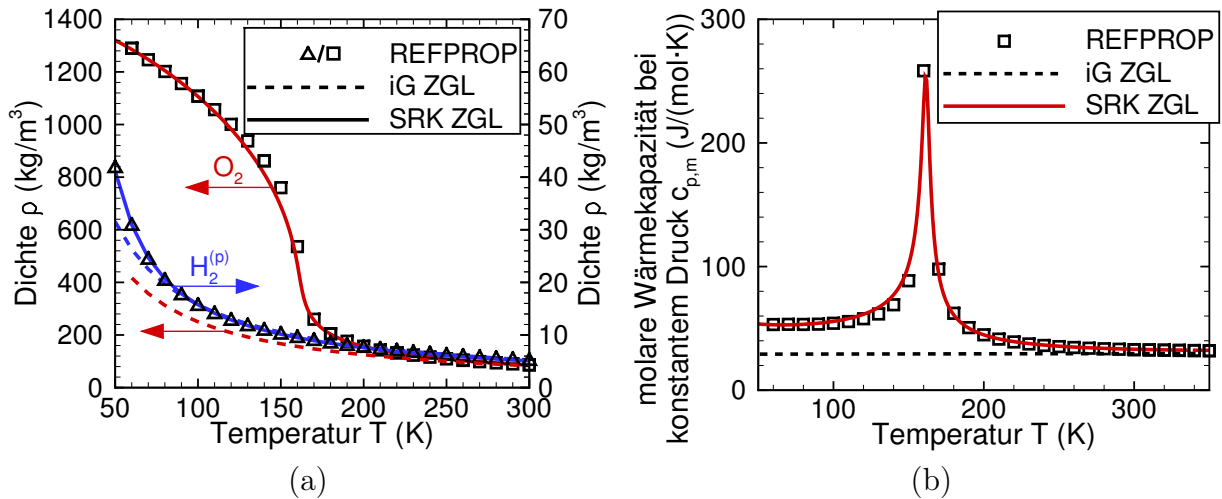 1400
1200
1000
800
600
400
200
0
Dichte ρ (kg/m³)
50 100 150 200 250 300
Temperatur T (K)
70
60
50
40
30
20
10
0
Dichte ρ (kg/m³)
△/□ REFPROP
iG ZGL
SRK ZGL
O₂
H₂⁽ᵖ⁾
(a)
molare Wärmekapazität bei
konstantem Druck c_{p,m} (J/(mol·K))
300
200
100
0
100 200 300
Temperatur T (K)
REFPROP
iG ZGL
SRK ZGL
(b)